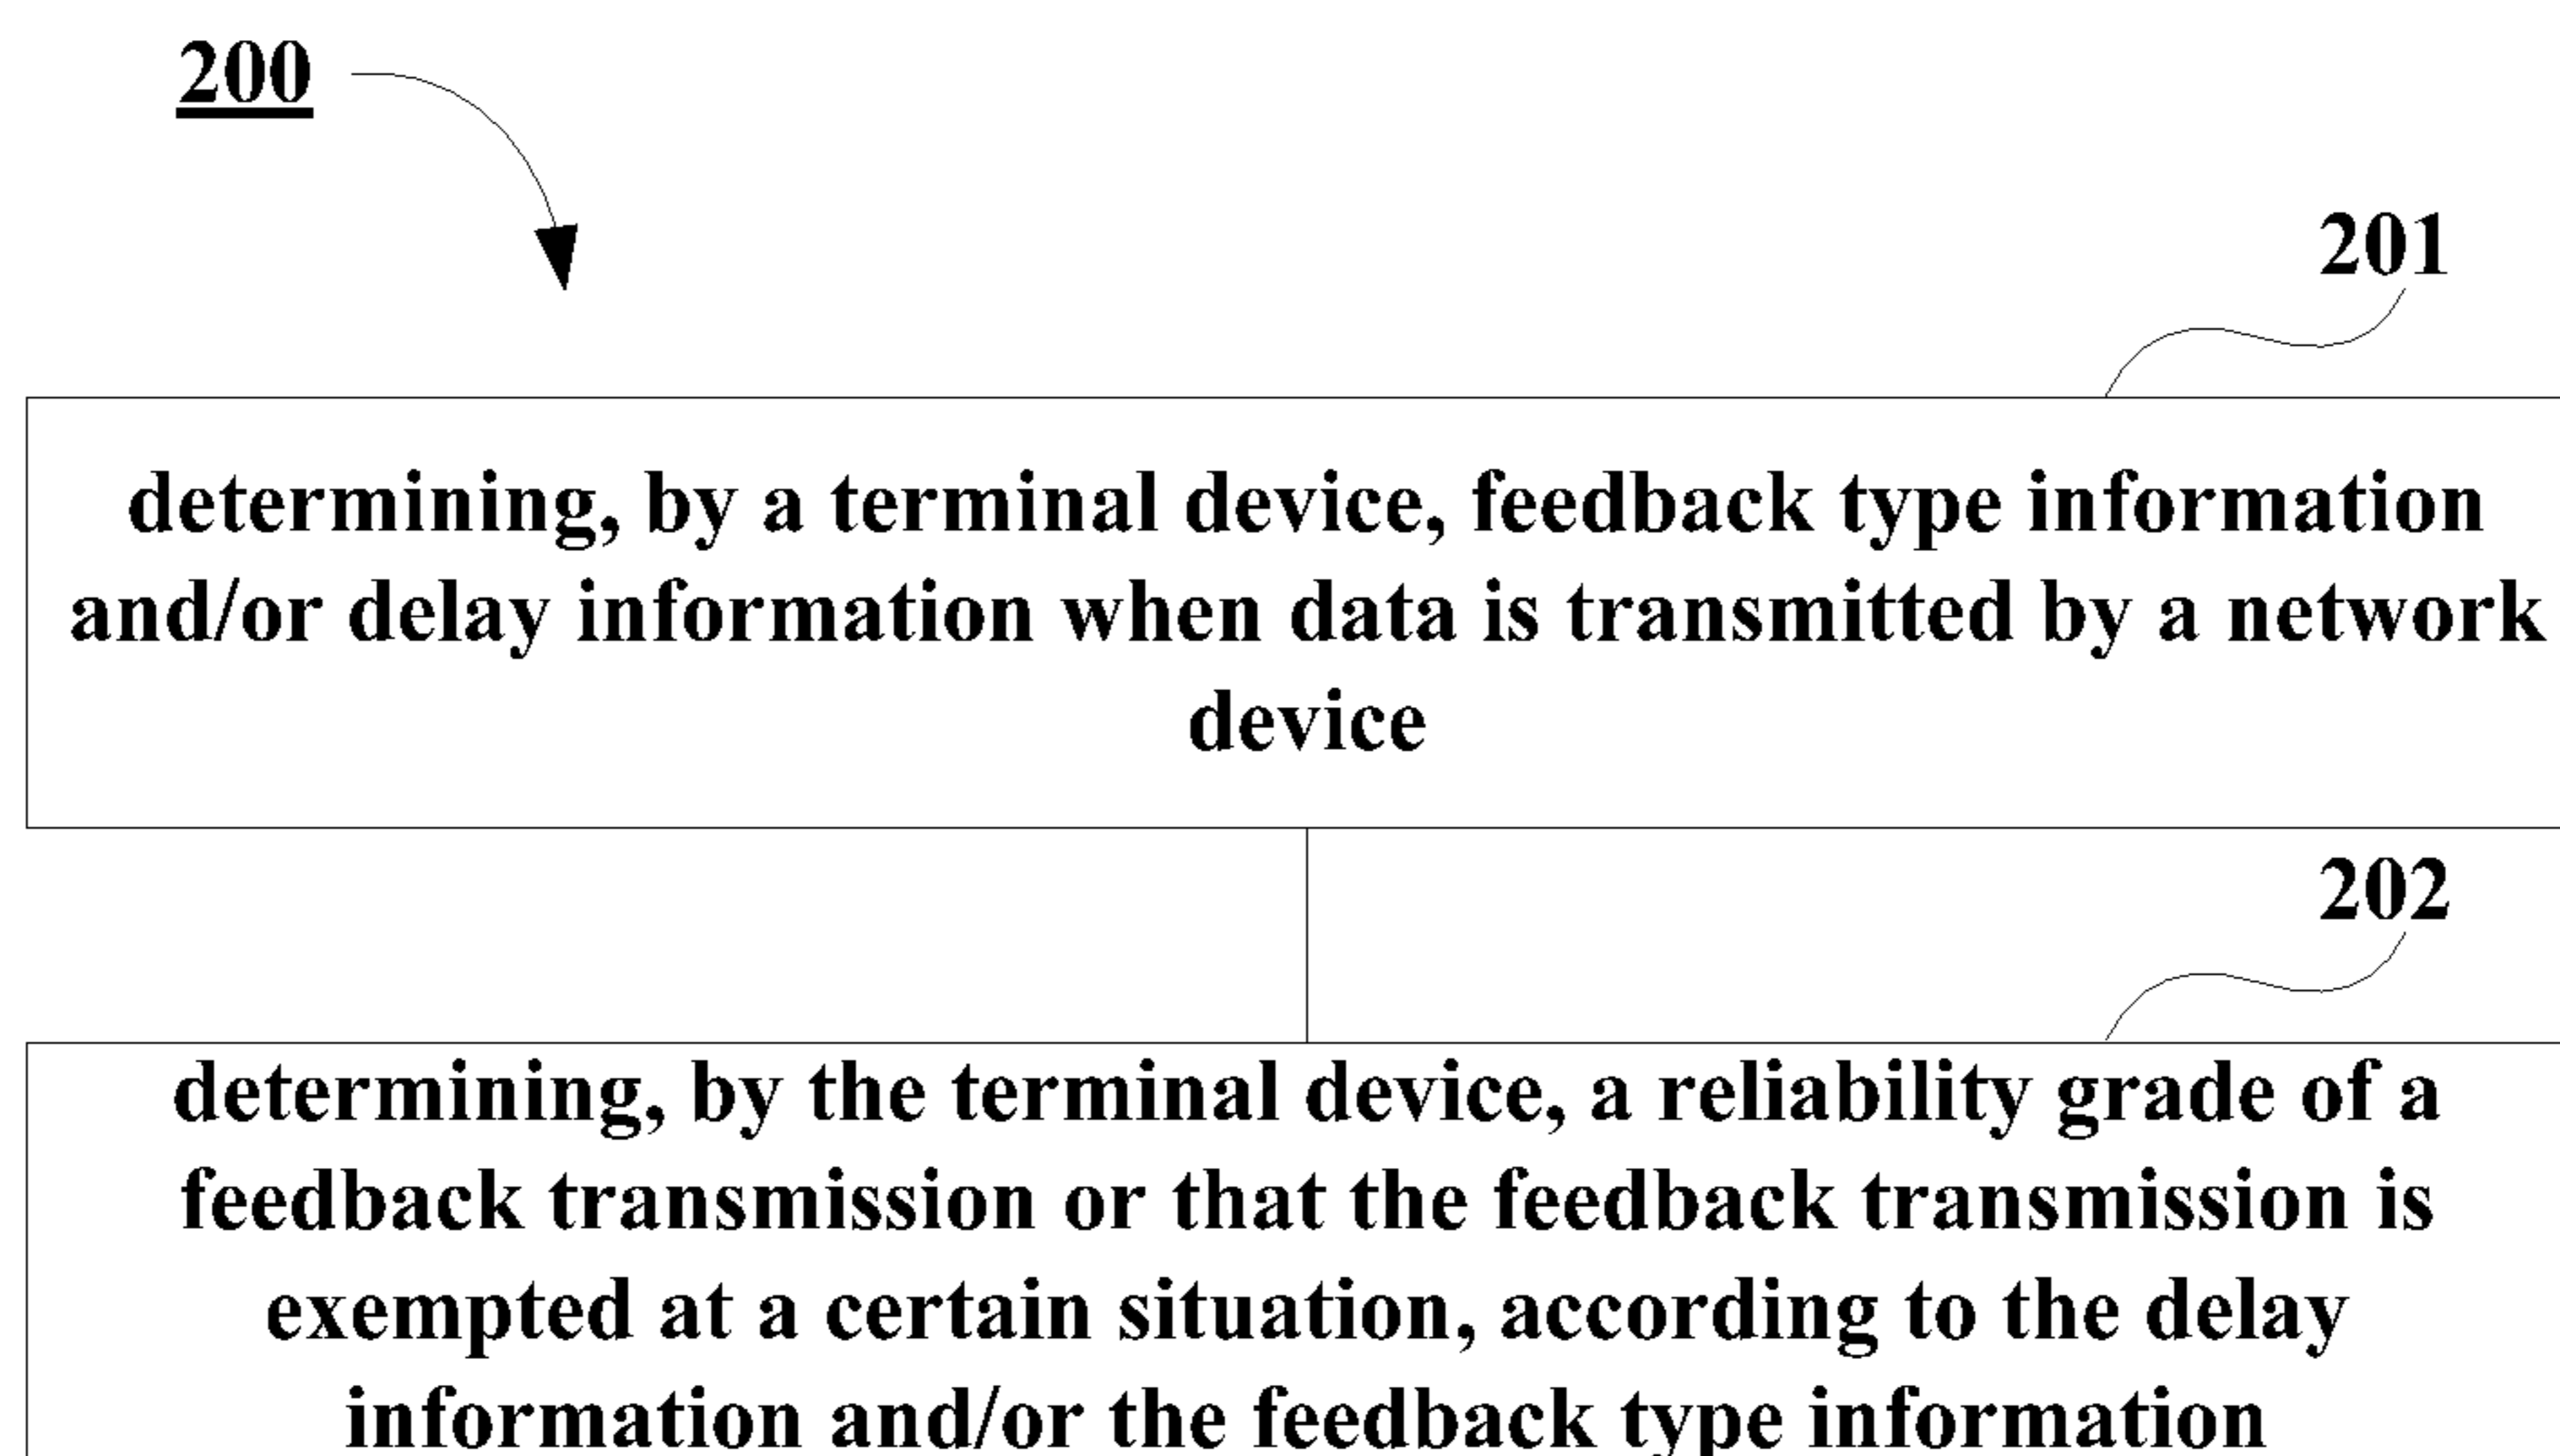 200
201
determining, by a terminal device, feedback type information
and/or delay information when data is transmitted by a network
device
202
determining, by the terminal device, a reliability grade of a
feedback transmission or that the feedback transmission is
exempted at a certain situation, according to the delay
information and/or the feedback type information